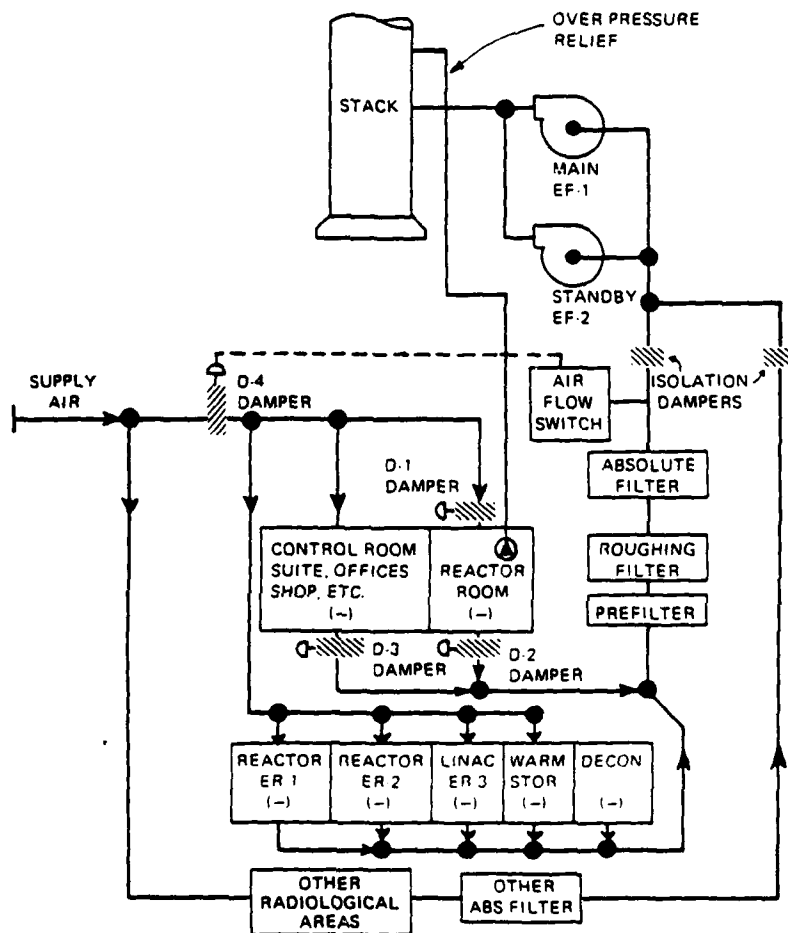 OVER PRESSURE
RELIEF
STACK
MAIN
EF-1
STANDBY
EF-2
SUPPLY
AIR
D-4
DAMPER
AIR
FLOW
SWITCH
ISOLATION
DAMPERS
D-1
DAMPER
ABSOLUTE
FILTER
CONTROL ROOM
SUITE, OFFICES
SHOP, ETC.
(~)
REACTOR
ROOM
(-)
ROUGHING
FILTER
PREFILTER
D-3
DAMPER
D-2
DAMPER
REACTOR
ER 1
(-)
REACTOR
ER-2
(-)
LINAC
ER 3
(-)
WARM
STOR
(-)
DECON
(-)
OTHER
RADIOLOGICAL
AREAS
OTHER
ABS FILTER